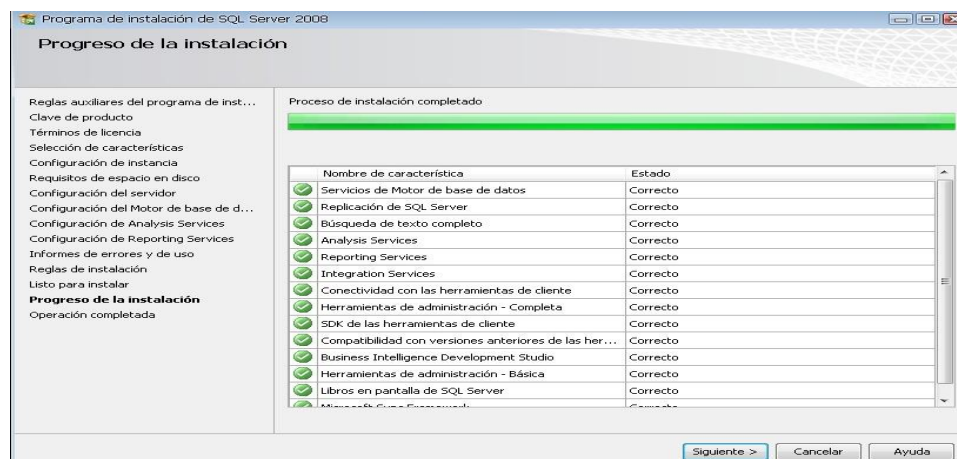 Programa de instalación de SQL Server 2008
Progreso de la instalación
Reglas auxiliares del programa de inst...
Clave de producto
Términos de licencia
Selección de características
Configuración de instancia
Requisitos de espacio en disco
Configuración del servidor
Configuración del Motor de base de d...
Configuración de Analysis Services
Configuración de Reporting Services
Informes de errores y de uso
Reglas de instalación
Listo para instalar
Progreso de la instalación
Operación completada
Proceso de instalación completado
Nombre de característica Estado
Servicios de Motor de base de datos Correcto
Replicación de SQL Server Correcto
Búsqueda de texto completo Correcto
Analysis Services Correcto
Reporting Services Correcto
Integration Services Correcto
Conectividad con las herramientas de cliente Correcto
Herramientas de administración - Completa Correcto
SDK de las herramientas de cliente Correcto
Compatibilidad con versiones anteriores de las her... Correcto
Business Intelligence Development Studio Correcto
Herramientas de administración - Básica Correcto
Libros en pantalla de SQL Server Correcto
Microsoft Sync Framework Correcto
Siguiente > Cancelar Ayuda